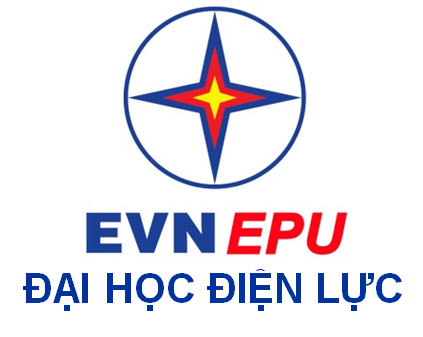 EVN EPU
ĐẠI HỌC ĐIỆN LỰC